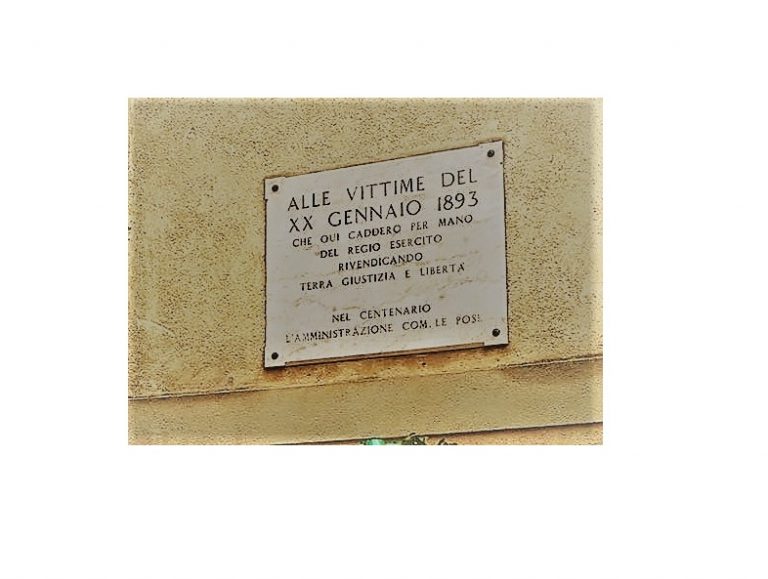 ALLE VITTIME DEL
XX GENNAIO 1893
CHE QUI CADDERO PER MANO
DEL REGIO ESERCITO
RIVENDICANDO
TERRA GIUSTIZIA E LIBERTA'
NEL CENTENARIO
L'AMMINISTRAZIONE COM.LE POSE